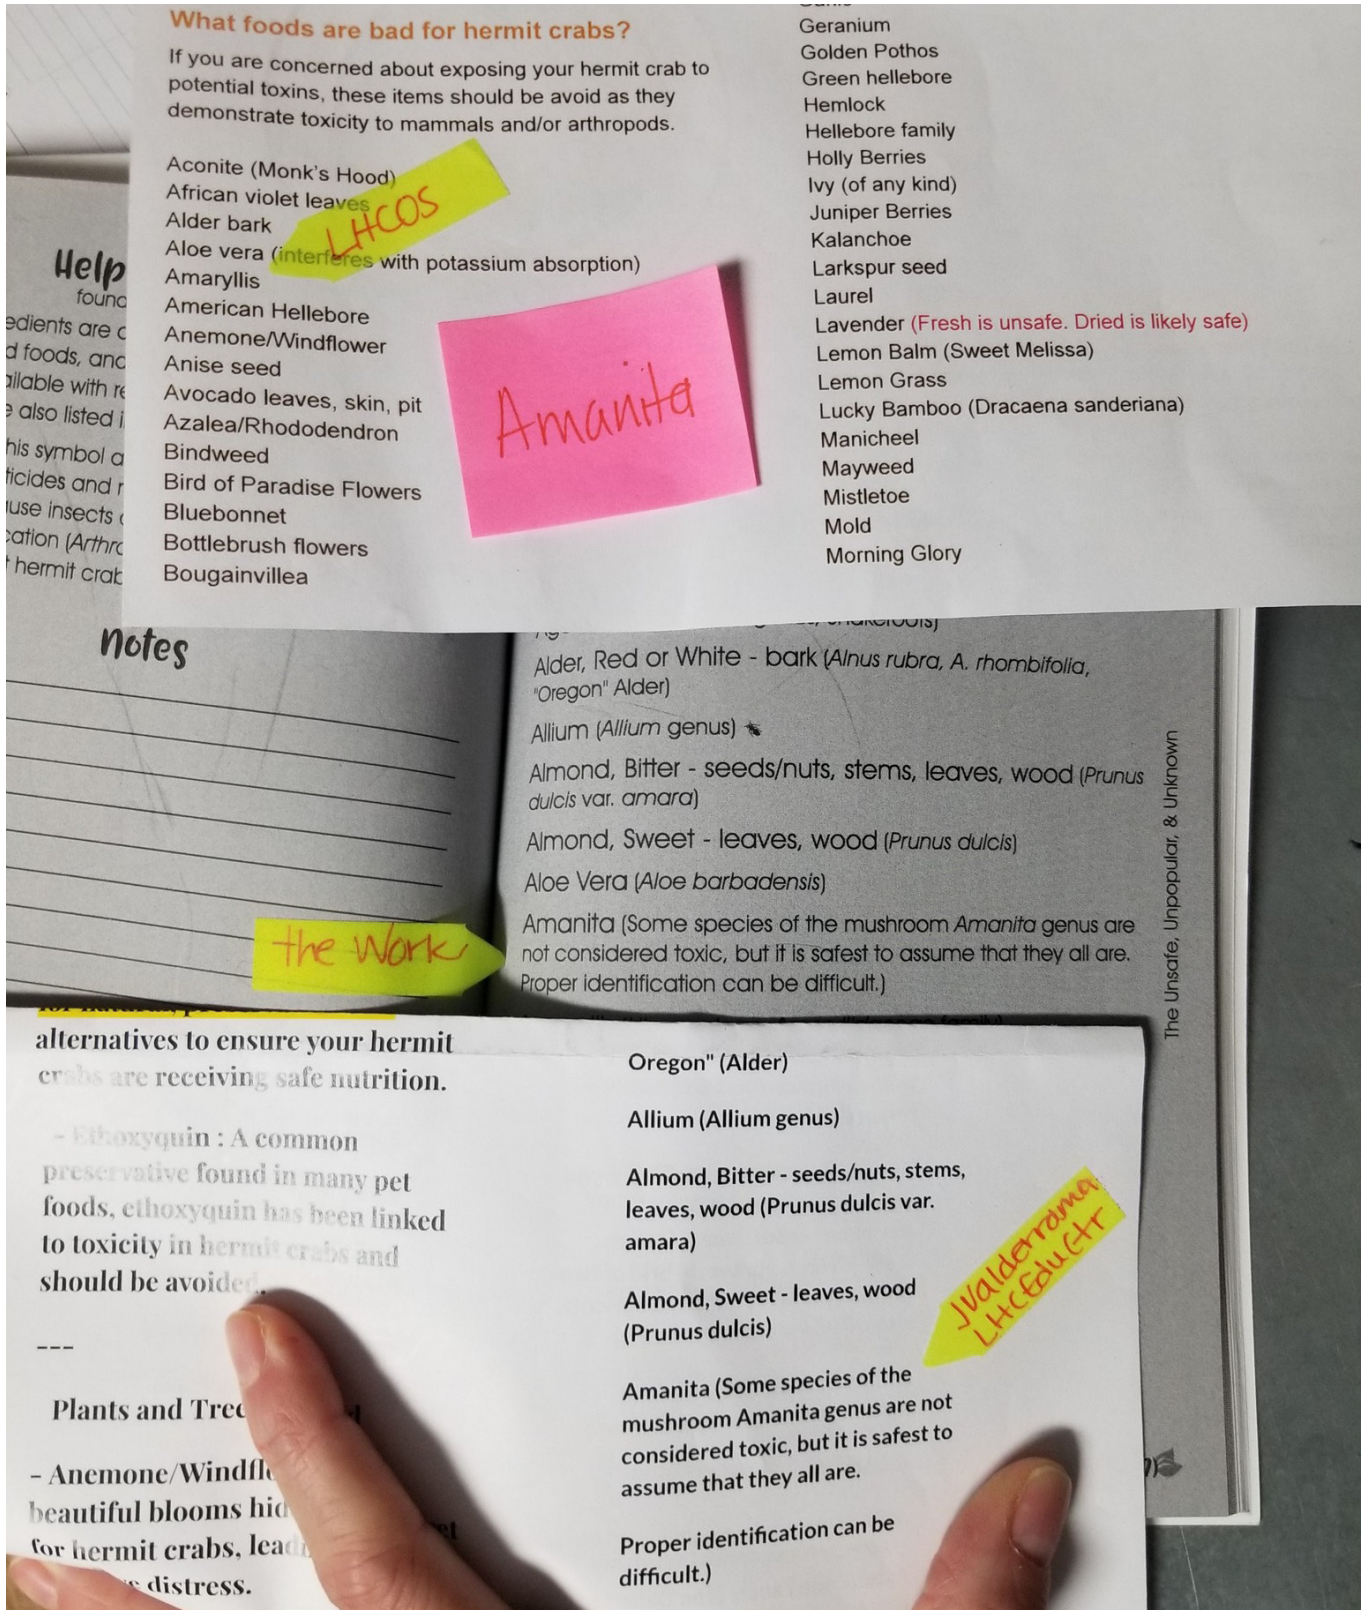 What foods are bad for hermit crabs?
If you are concerned about exposing your hermit crab to
potential toxins, these items should be avoid as they
demonstrate toxicity to mammals and/or arthropods.
Aconite (Monk's Hood)
African violet leaves
Alder bark
Aloe vera (interferes with potassium absorption)
Amaryllis
American Hellebore
Anemone/Windflower
Anise seed
Avocado leaves, skin, pit
Azalea/Rhododendron
Bindweed
Bird of Paradise Flowers
Bluebonnet
Bottlebrush flowers
Bougainvillea
LHCOS
Amanita
Geranium
Golden Pothos
Green hellebore
Hemlock
Hellebore family
Holly Berries
Ivy (of any kind)
Juniper Berries
Kalanchoe
Larkspur seed
Laurel
Lavender (Fresh is unsafe. Dried is likely safe)
Lemon Balm (Sweet Melissa)
Lemon Grass
Lucky Bamboo (Dracaena sanderiana)
Manicheel
Mayweed
Mistletoe
Mold
Morning Glory
Help
found
edients are
d foods, and
ailable with
also listed
his symbol
ticides and
use insects
cation (Arthro
hermit crab
Notes
Alder, Red or White - bark (Alnus rubra, A. rhombifolia,
"Oregon" Alder)
Allium (Allium genus)
Almond, Bitter - seeds/nuts, stems, leaves, wood (Prunus
dulcis var. amara)
Almond, Sweet - leaves, wood (Prunus dulcis)
Aloe Vera (Aloe barbadensis)
Amanita (Some species of the mushroom Amanita genus are
not considered toxic, but it is safest to assume that they all are.
Proper identification can be difficult.)
the Work
The Unsafe, Unpopular, & Unknown
alternatives to ensure your hermit
crabs are receiving safe nutrition.
- Ethoxyquin : A common
preservative found in many pet
foods, ethoxyquin has been linked
to toxicity in hermit crabs and
should be avoided.
---
Plants and Tree
- Anemone/Windfl
beautiful blooms hid
for hermit crabs, lead
distress.
Oregon" (Alder)
Allium (Allium genus)
Almond, Bitter - seeds/nuts, stems,
leaves, wood (Prunus dulcis var.
amara)
Almond, Sweet - leaves, wood
(Prunus dulcis)
Amanita (Some species of the
mushroom Amanita genus are not
considered toxic, but it is safest to
assume that they all are.
Proper identification can be
difficult.)
JValderrama
LHCEduCtr